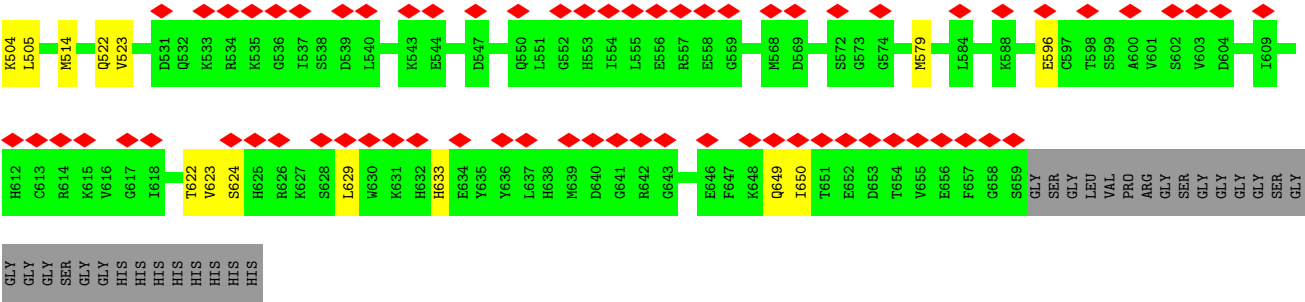 K504 L505 M514 Q522 V523 D531 Q532 K533 R534 K535 G536 I537 S538 D539 L540 K543 E544 D547 Q550 L551 G552 H553 I554 L555 E556 R557 E558 G559 M568 D569 S572 G573 G574 M579 L584 K588 E596 C597 T598 S599 A600 V601 S602 V603 D604 I609
H612 C613 R614 K615 V616 G617 I618 T622 V623 S624 H625 R626 K627 S628 L629 W630 K631 H632 H633 E634 Y635 Y636 L637 H638 M639 D640 G641 R642 G643 E646 F647 K648 Q649 I650 T651 E652 D653 T654 V655 E656 F657 G658 S659 GLY SER GLY LEU VAL PRO ARG GLY SER GLY GLY GLY GLY SER GLY
GLY GLY GLY SER GLY GLY HIS HIS HIS HIS HIS HIS HIS HIS